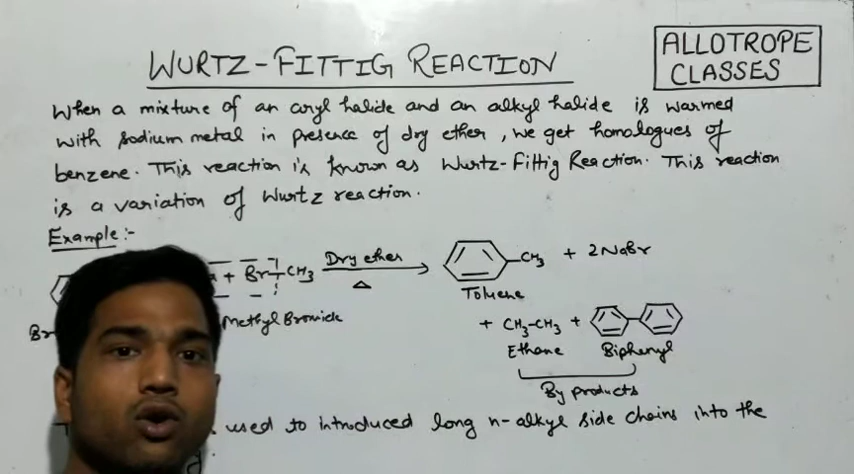 WURTZ-FITTIG REACTION
ALLOTROPE
CLASSES
When a mixture of an aryl halide and an alkyl halide is warmed
with sodium metal in presence of dry ether, we get homologues of
benzene. This reaction is known as Wurtz-Fittig Reaction. This reaction
is a variation of Wurtz reaction.
Example:-
+ Br CH3 Dry ether Δ CH3 + 2NaBr
Br Methyl Bromide Toluene
+ CH3-CH3 +
Ethane Biphenyl
By products
used to introduced long n-alkyl side chains into the